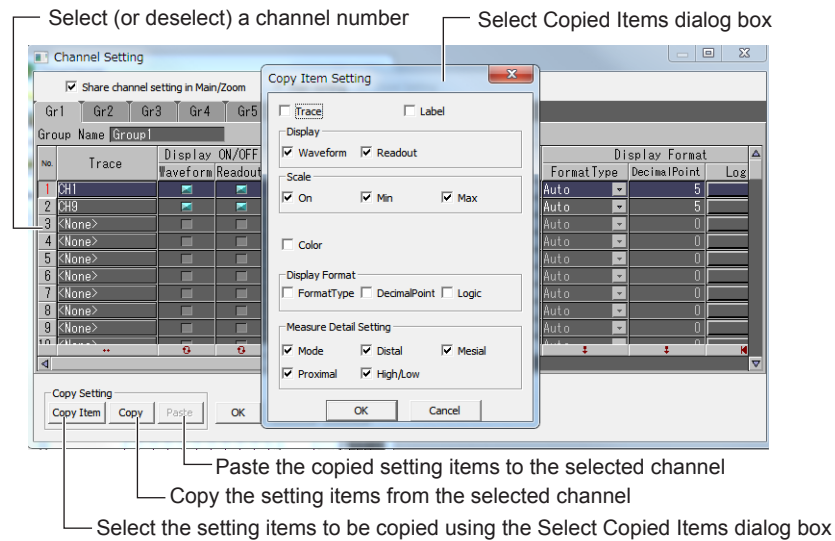 Select (or deselect) a channel number
Select Copied Items dialog box
Channel Setting
Share channel setting in Main/Zoom
Gr1 Gr2 Gr3 Gr4 Gr5
Group Name Group1
No. Trace Display ON/OFF
Waveform Readout
Display Format
FormatType DecimalPoint Log
1 CH1 Auto 5
2 CH9 Auto 5
3 <None> Auto 0
4 <None> Auto 0
5 <None> Auto 0
6 <None> Auto 0
7 <None> Auto 0
8 <None> Auto 0
9 <None> Auto 0
Copy Item Setting
Trace Label
Display
Waveform Readout
Scale
On Min Max
Color
Display Format
FormatType DecimalPoint Logic
Measure Detail Setting
Mode Distal Mesial
Proximal High/Low
OK Cancel
Copy Setting
Copy Item Copy Paste OK
Paste the copied setting items to the selected channel
Copy the setting items from the selected channel
Select the setting items to be copied using the Select Copied Items dialog box